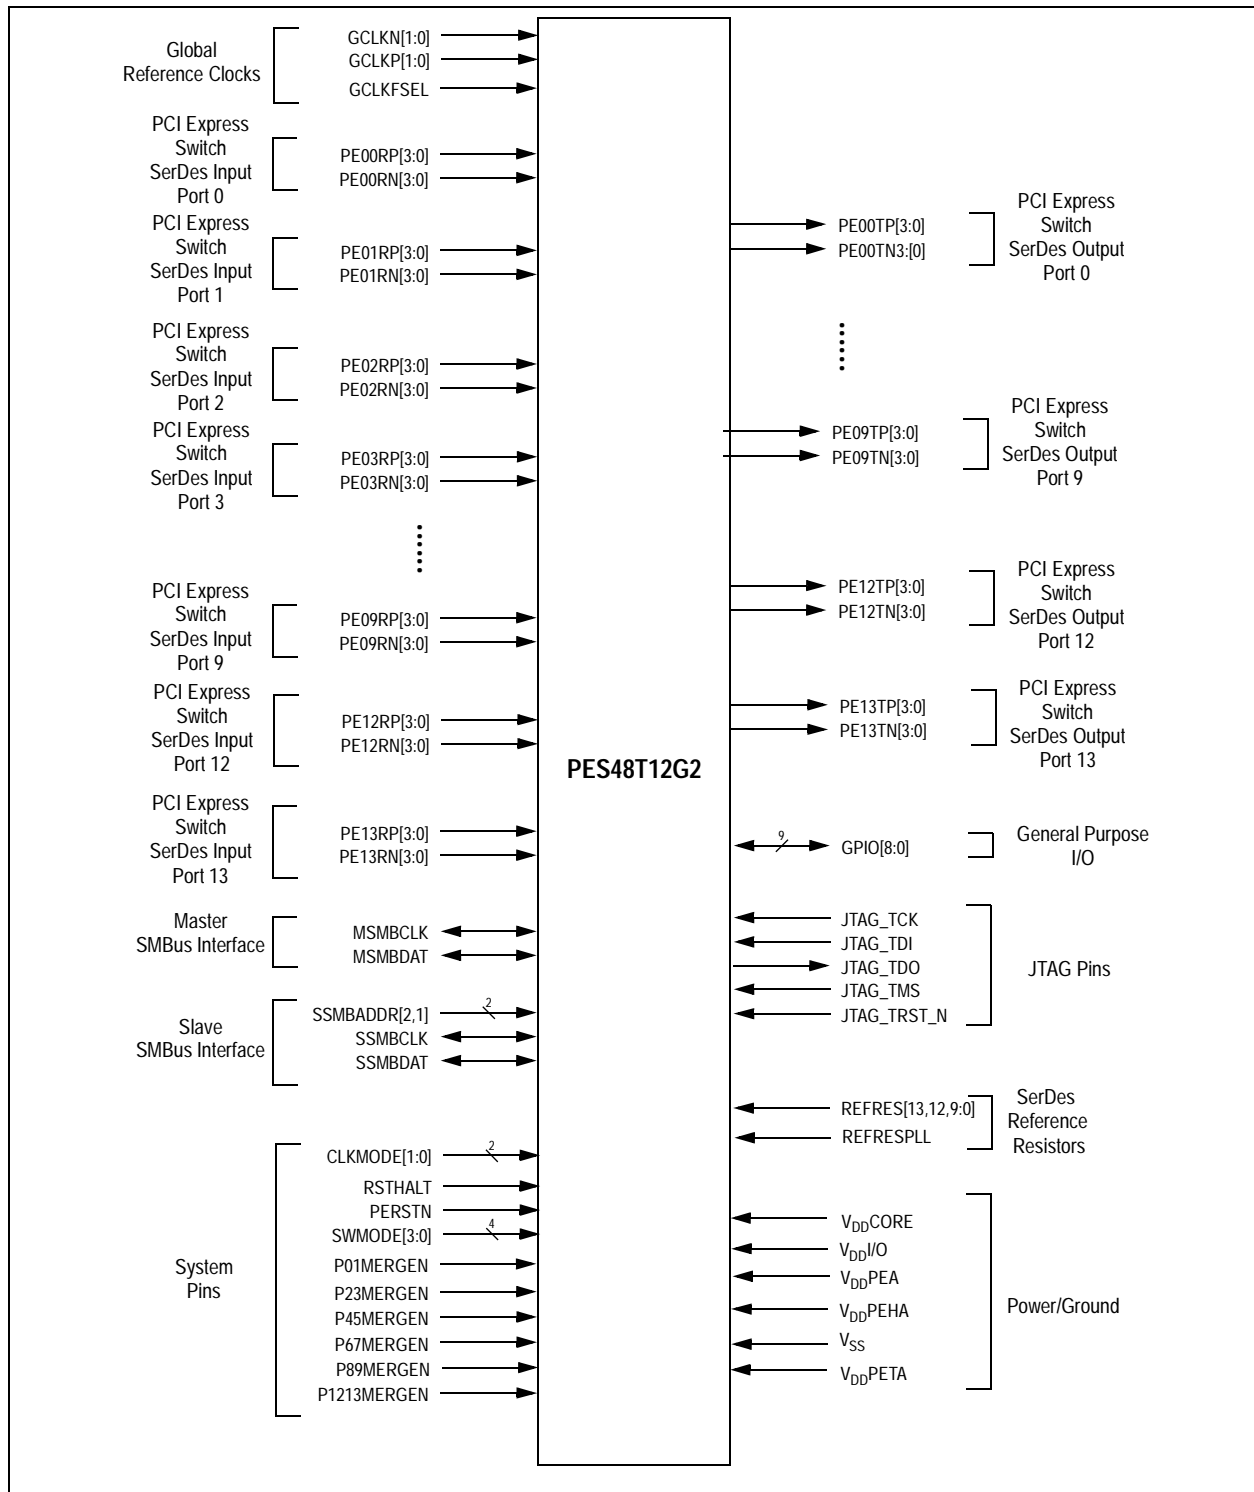 Global
Reference Clocks
GCLKN[1:0]
GCLKP[1:0]
GCLKFSEL
PCI Express
Switch
SerDes Input
Port 0
PE00RP[3:0]
PE00RN[3:0]
PCI Express
Switch
SerDes Input
Port 1
PE01RP[3:0]
PE01RN[3:0]
PCI Express
Switch
SerDes Input
Port 2
PE02RP[3:0]
PE02RN[3:0]
PCI Express
Switch
SerDes Input
Port 3
PE03RP[3:0]
PE03RN[3:0]
PCI Express
Switch
SerDes Input
Port 9
PE09RP[3:0]
PE09RN[3:0]
PCI Express
Switch
SerDes Input
Port 12
PE12RP[3:0]
PE12RN[3:0]
PCI Express
Switch
SerDes Input
Port 13
PE13RP[3:0]
PE13RN[3:0]
Master
SMBus Interface
MSMBCLK
MSMBDAT
Slave
SMBus Interface
SSMBADDR[2,1]
2
SSMBCLK
SSMBDAT
System
Pins
CLKMODE[1:0]
2
RSTHALT
PERSTN
SWMODE[3:0]
4
P01MERGEN
P23MERGEN
P45MERGEN
P67MERGEN
P89MERGEN
P1213MERGEN
PES48T12G2
PE00TP[3:0]
PE00TN3:[0]
PCI Express
Switch
SerDes Output
Port 0
PE09TP[3:0]
PE09TN[3:0]
PCI Express
Switch
SerDes Output
Port 9
PE12TP[3:0]
PE12TN[3:0]
PCI Express
Switch
SerDes Output
Port 12
PE13TP[3:0]
PE13TN[3:0]
PCI Express
Switch
SerDes Output
Port 13
9
GPIO[8:0]
General Purpose
I/O
JTAG_TCK
JTAG_TDI
JTAG_TDO
JTAG_TMS
JTAG_TRST_N
JTAG Pins
REFRES[13,12,9:0]
REFRESPLL
SerDes
Reference
Resistors
VDDCORE
VDDI/O
VDDPEA
VDDPEHA
VSS
VDDPETA
Power/Ground